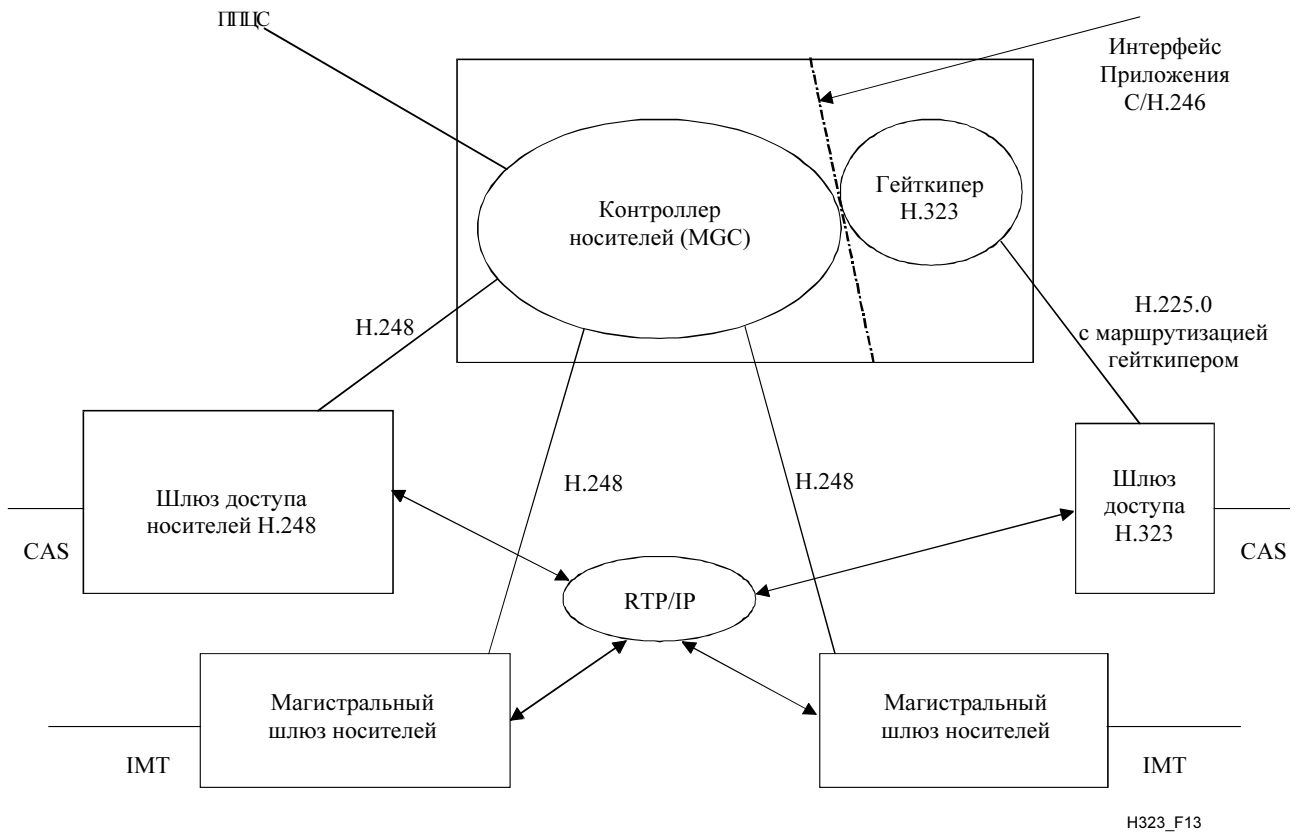 ППЦС
Интерфейс
Приложения
С/H.246
Гейткипер
H.323
Контроллер
носителей (MGC)
H.225.0
с маршрутизацией
гейткипером
H.248
H.248
H.248
Шлюз доступа
носителей H.248
Шлюз
доступа
H.323
CAS
CAS
RTP/IP
Магистральный
шлюз носителей
Магистральный
шлюз носителей
IMT
IMT
H323_F13